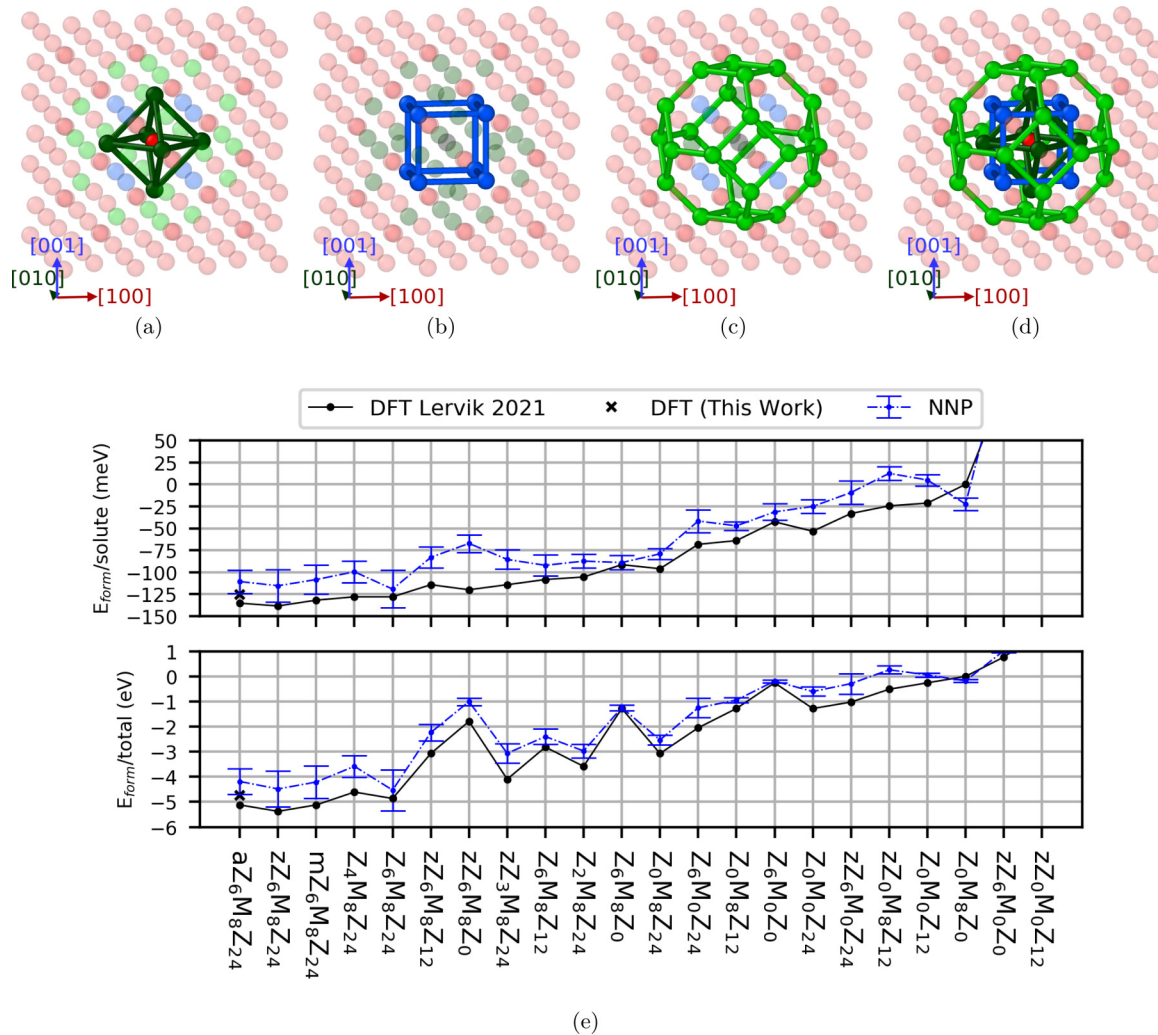 [001] [001] [001] [001]
[010] [010] [010] [010]
[100] [100] [100] [100]
(a) (b) (c) (d)
DFT Lervik 2021 DFT (This Work) NNP
E_form/solute (meV)
50
25
0
−25
−50
−75
−100
−125
−150
E_form/total (eV)
1
0
−1
−2
−3
−4
−5
−6
aZ₆M₈Z₂₄
zZ₆M₈Z₂₄
mZ₆M₈Z₂₄
Z₄M₈Z₂₄
Z₆M₈Z₂₄
zZ₆M₈Z₁₂
zZ₆M₈Z₀
zZ₃M₈Z₂₄
Z₆M₈Z₁₂
Z₂M₈Z₂₄
Z₆M₈Z₀
Z₀M₈Z₂₄
Z₆M₀Z₂₄
Z₀M₈Z₁₂
Z₆M₀Z₀
Z₀M₀Z₂₄
zZ₆M₀Z₂₄
zZ₀M₈Z₁₂
Z₀M₀Z₁₂
Z₀M₈Z₀
zZ₆M₀Z₀
zZ₀M₀Z₁₂
(e)